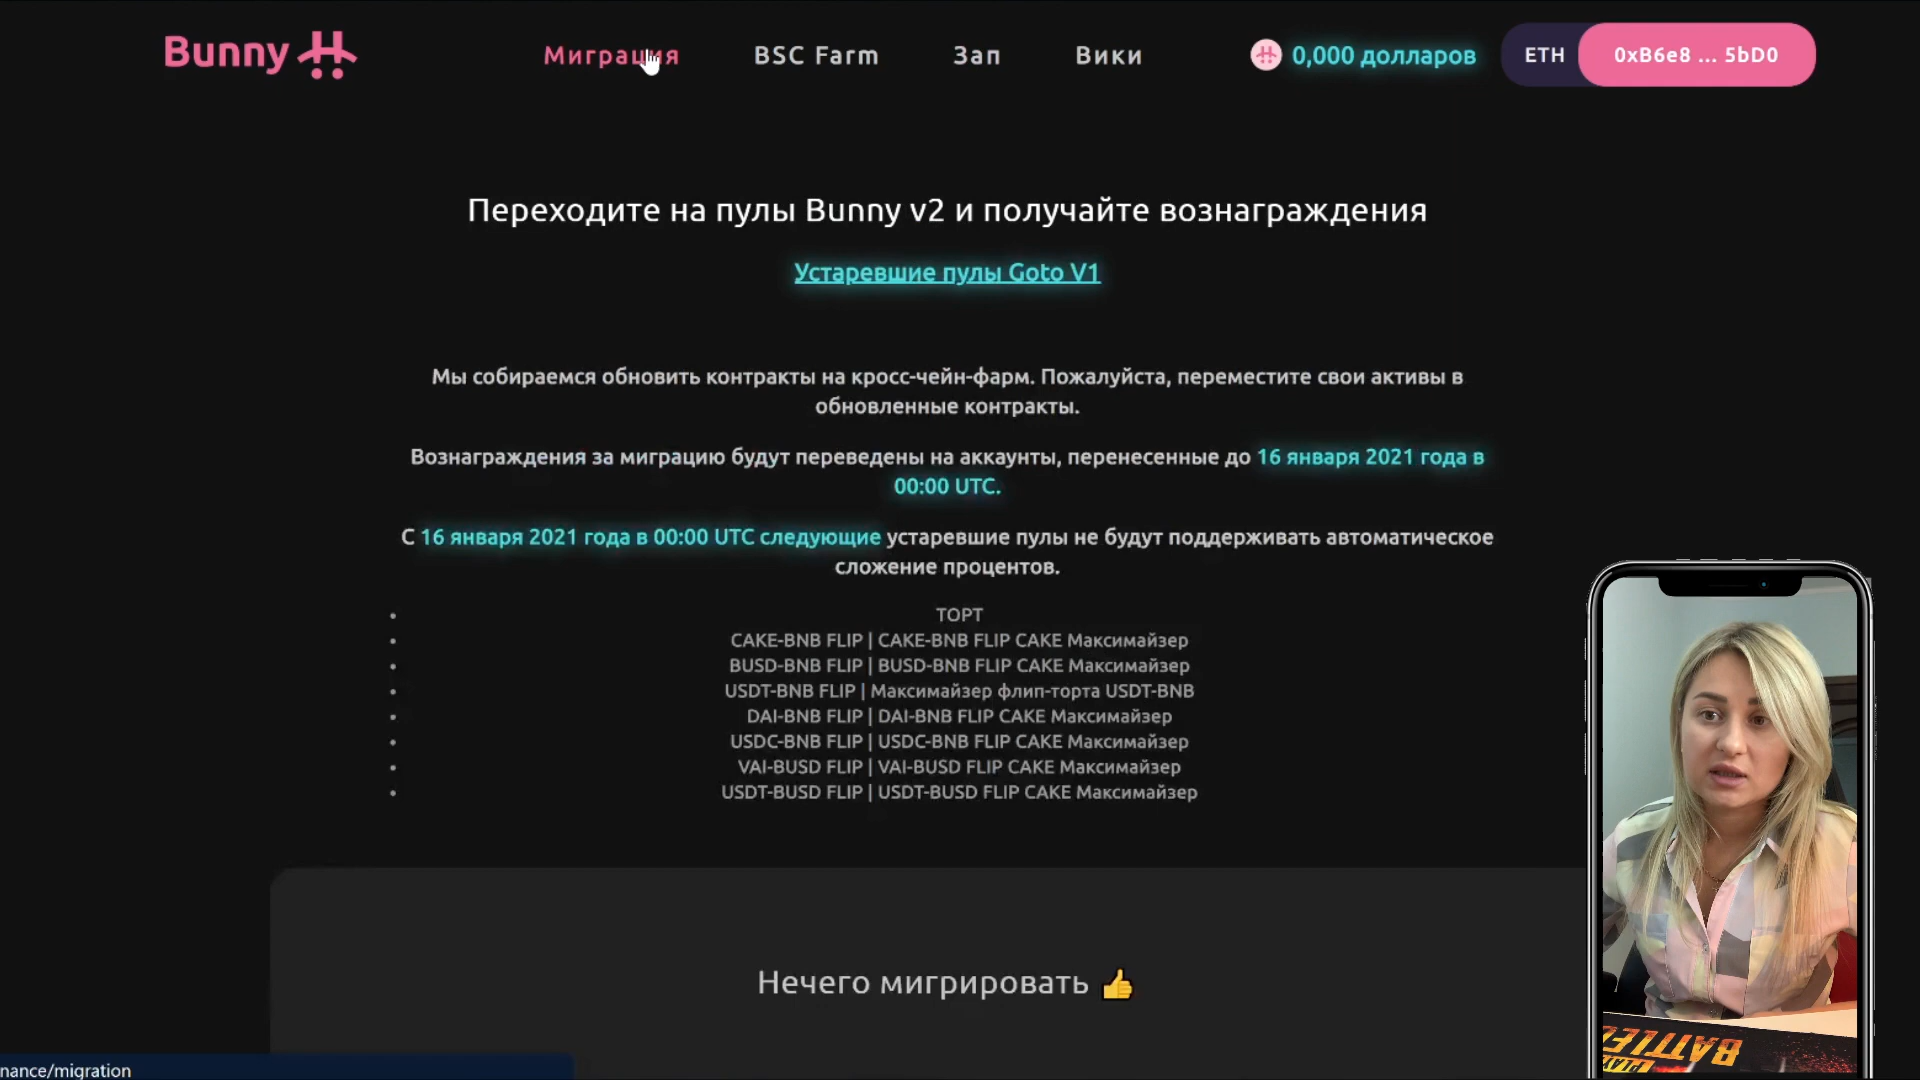 Bunny
Миграция
BSC Farm
Зап
Вики
0,000 долларов
ETH
0xB6e8 ... 5bD0
Переходите на пулы Bunny v2 и получайте вознаграждения
Устаревшие пулы Goto V1
Мы собираемся обновить контракты на кросс-чейн-фарм. Пожалуйста, переместите свои активы в
обновленные контракты.
Вознаграждения за миграцию будут переведены на аккаунты, перенесенные до 16 января 2021 года в
00:00 UTC.
С 16 января 2021 года в 00:00 UTC следующие устаревшие пулы не будут поддерживать автоматическое
сложение процентов.
ТОРТ
CAKE-BNB FLIP | CAKE-BNB FLIP CAKE Максимайзер
BUSD-BNB FLIP | BUSD-BNB FLIP CAKE Максимайзер
USDT-BNB FLIP | Максимайзер флип-торта USDT-BNB
DAI-BNB FLIP | DAI-BNB FLIP CAKE Максимайзер
USDC-BNB FLIP | USDC-BNB FLIP CAKE Максимайзер
VAI-BUSD FLIP | VAI-BUSD FLIP CAKE Максимайзер
USDT-BUSD FLIP | USDT-BUSD FLIP CAKE Максимайзер
Нечего мигрировать 👍
nance/migration